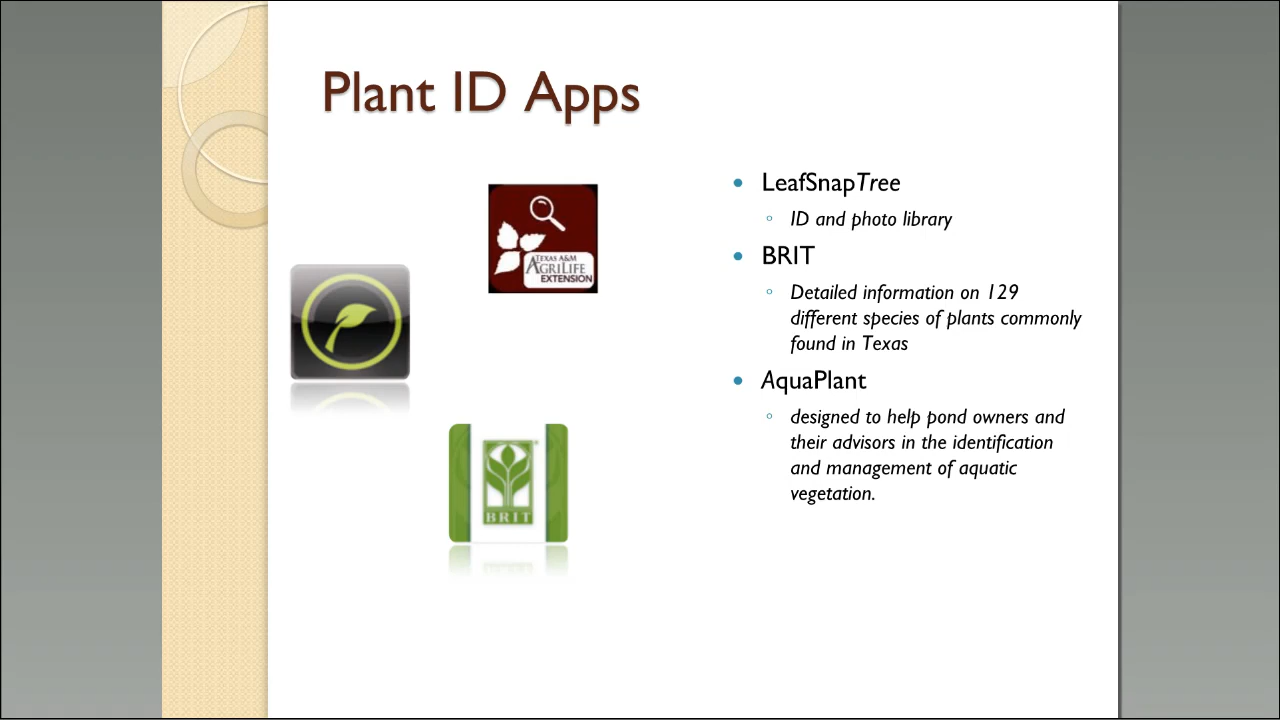 Plant ID Apps
TEXAS A&M
AGRILIFE
EXTENSION
BRIT
LeafSnapTree
ID and photo library
BRIT
Detailed information on 129
different species of plants commonly
found in Texas
AquaPlant
designed to help pond owners and
their advisors in the identification
and management of aquatic
vegetation.